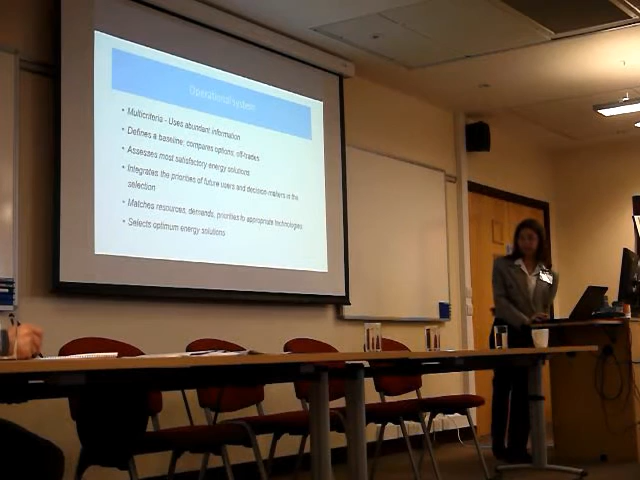 Operational system
• Multicriteria - Uses abundant information
• Defines a baseline, compares options, off-trades
• Assesses most satisfactory energy solutions
• Integrates the priorities of future users and decision-makers in the
selection
• Matches resources, demands, priorities to appropriate technologies
• Selects optimum energy solutions